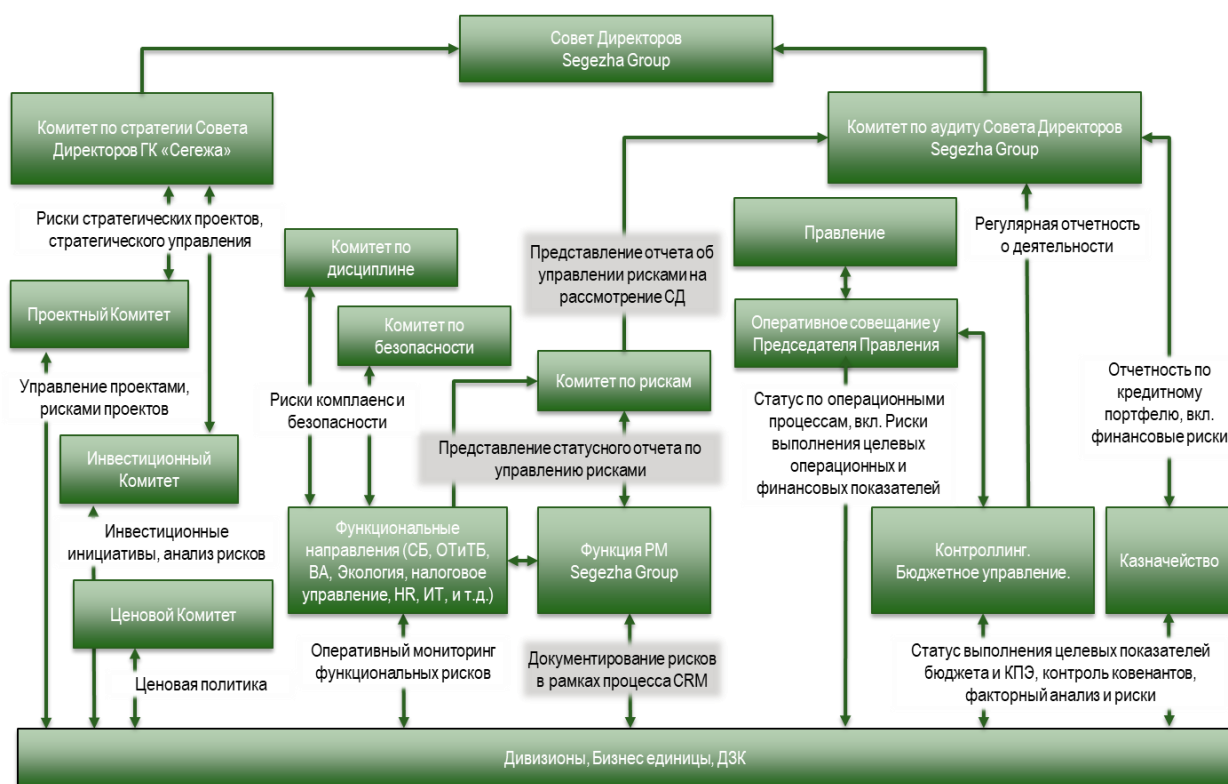 Совет Директоров
Segezha Group
Комитет по стратегии Совета
Директоров ГК «Сегежа»
Комитет по аудиту Совета Директоров
Segezha Group
Риски стратегических проектов,
стратегического управления
Комитет по
дисциплине
Представление отчета об
управлении рисками на
рассмотрение СД
Правление
Регулярная отчетность
о деятельности
Проектный Комитет
Комитет по
безопасности
Оперативное совещание у
Председателя Правления
Управление проектами,
рисками проектов
Риски комплаенс и
безопасности
Комитет по рискам
Статус по операционным
процессам, вкл. Риски
выполнения целевых
операционных и
финансовых показателей
Отчетность по
кредитному
портфелю, вкл.
финансовые риски
Представление статусного отчета по
управлению рисками
Инвестиционный
Комитет
Инвестиционные
инициативы, анализ рисков
Функциональные
направления (СБ, ОТиТБ,
ВА, Экология, налоговое
управление, HR, ИТ, и т.д.)
Функция РМ
Segezha Group
Контроллинг.
Бюджетное управление.
Казначейство
Ценовой Комитет
Ценовая политика
Оперативный мониторинг
функциональных рисков
Документирование рисков
в рамках процесса CRM
Статус выполнения целевых показателей
бюджета и КПЭ, контроль ковенантов,
факторный анализ и риски
Дивизионы, Бизнес единицы, ДЗК